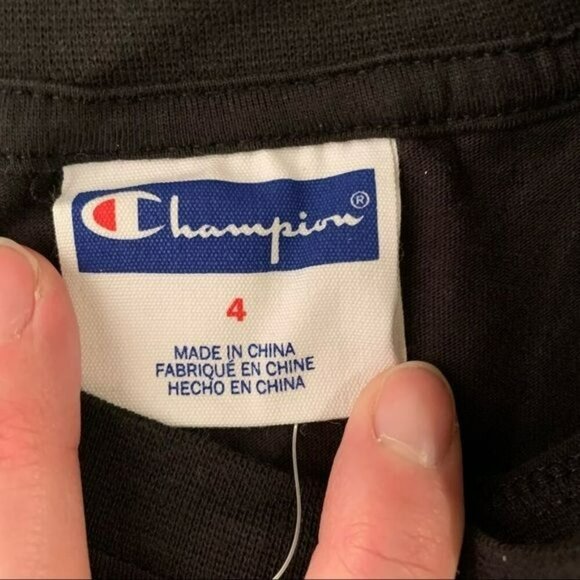 Champion®
4
MADE IN CHINA
FABRIQUÉ EN CHINE
HECHO EN CHINA